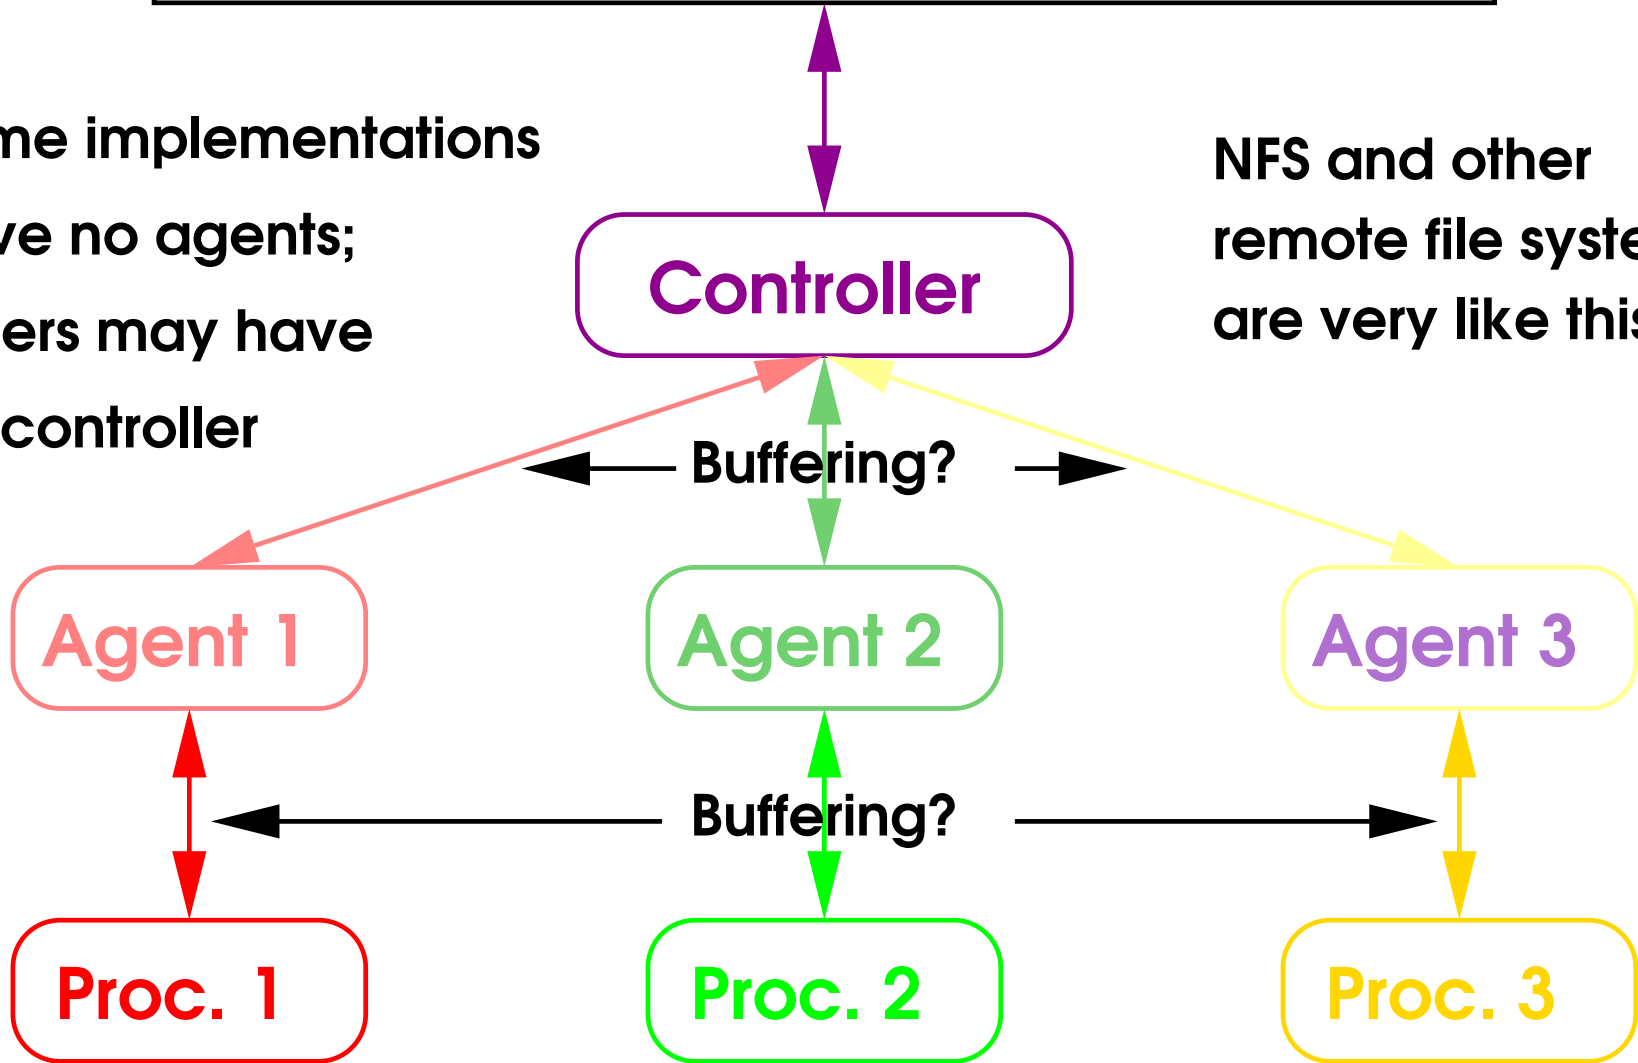 me implementations
ve no agents;
ers may have
controller
NFS and other
remote file syste
are very like this
Controller
Buffering?
Agent 1
Agent 2
Agent 3
Buffering?
Proc. 1
Proc. 2
Proc. 3